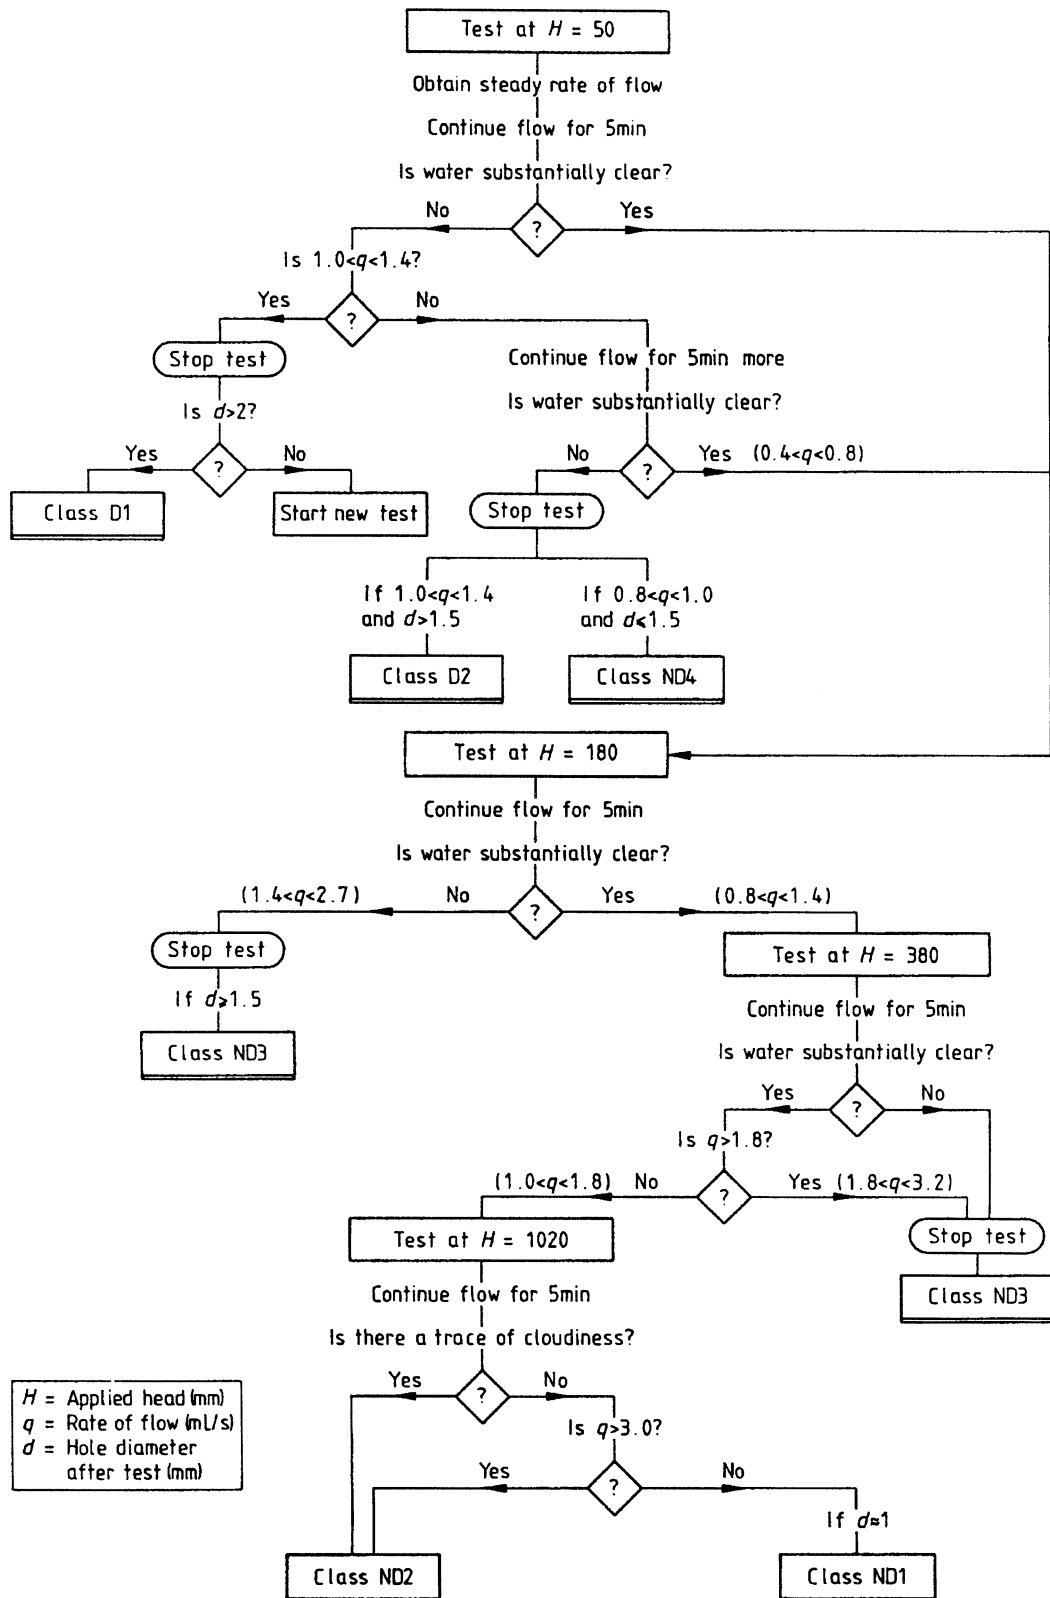 Test at H = 50
Obtain steady rate of flow
Continue flow for 5min
Is water substantially clear?
No
?
Yes
Is 1.0<q<1.4?
Yes
?
No
Stop test
Continue flow for 5min more
Is d>2?
Is water substantially clear?
Yes
?
No
No
?
Yes (0.4<q<0.8)
Class D1
Start new test
Stop test
If 1.0<q<1.4
and d>1.5
If 0.8<q<1.0
and d⩽1.5
Class D2
Class ND4
Test at H = 180
Continue flow for 5min
Is water substantially clear?
(1.4<q<2.7)
No
?
Yes
(0.8<q<1.4)
Stop test
Test at H = 380
If d⩾1.5
Continue flow for 5min
Class ND3
Is water substantially clear?
Yes
?
No
Is q>1.8?
(1.0<q<1.8) No
?
Yes (1.8<q<3.2)
Test at H = 1020
Stop test
Continue flow for 5min
Class ND3
Is there a trace of cloudiness?
Yes
?
No
H = Applied head (mm)
q = Rate of flow (mL/s)
d = Hole diameter
after test (mm)
Is q>3.0?
Yes
?
No
If d≈1
Class ND2
Class ND1